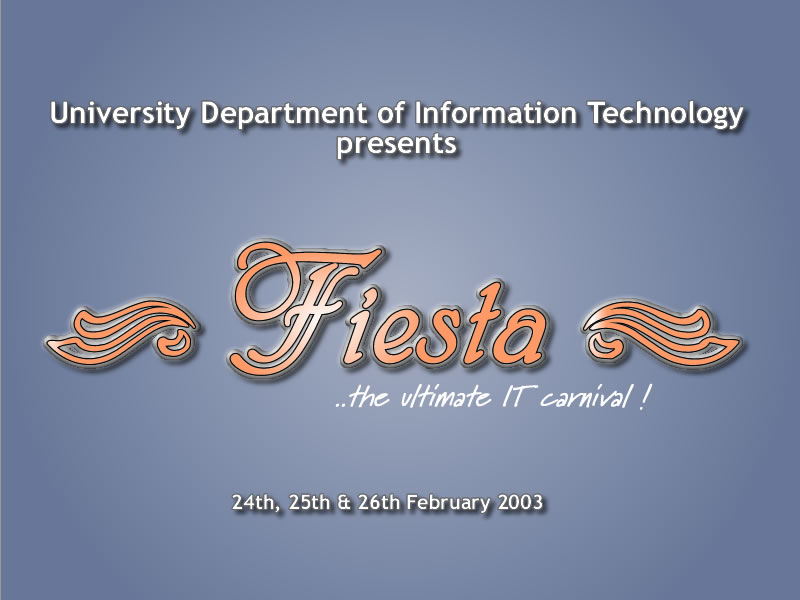 University Department of Information Technology
presents
Fiesta
..the ultimate IT carnival !
24th, 25th & 26th February 2003